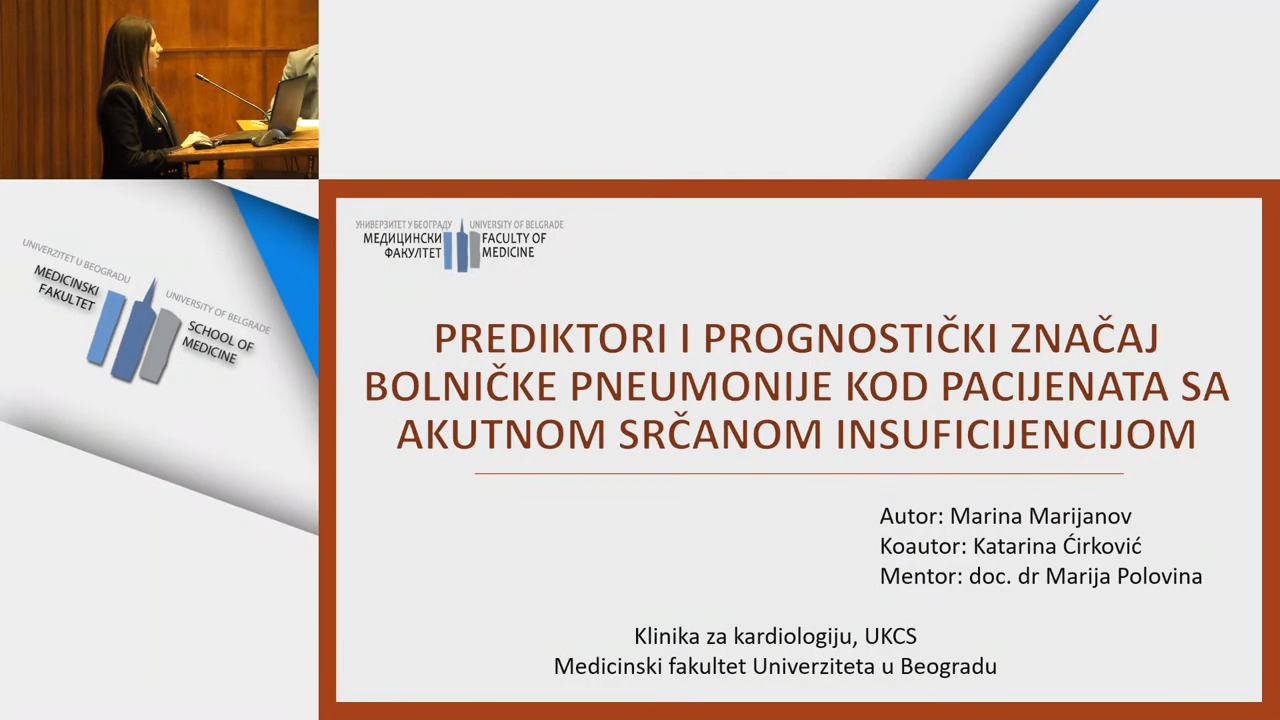 UNIVERZITET U BEOGRADU
MEDICINSKI
FAKULTET
UNIVERSITY OF BELGRADE
SCHOOL OF
MEDICINE
УНИВЕРЗИТЕТ У БЕОГРАДУ
МЕДИЦИНСКИ
ФАКУЛТЕТ
UNIVERSITY OF BELGRADE
FACULTY OF
MEDICINE
PREDIKTORI I PROGNOSTIČKI ZNAČAJ
BOLNIČKE PNEUMONIJE KOD PACIJENATA SA
AKUTNOM SRČANOM INSUFICIJENCIJOM
Autor: Marina Marijanov
Koautor: Katarina Ćirković
Mentor: doc. dr Marija Polovina
Klinika za kardiologiju, UKCS
Medicinski fakultet Univerziteta u Beogradu